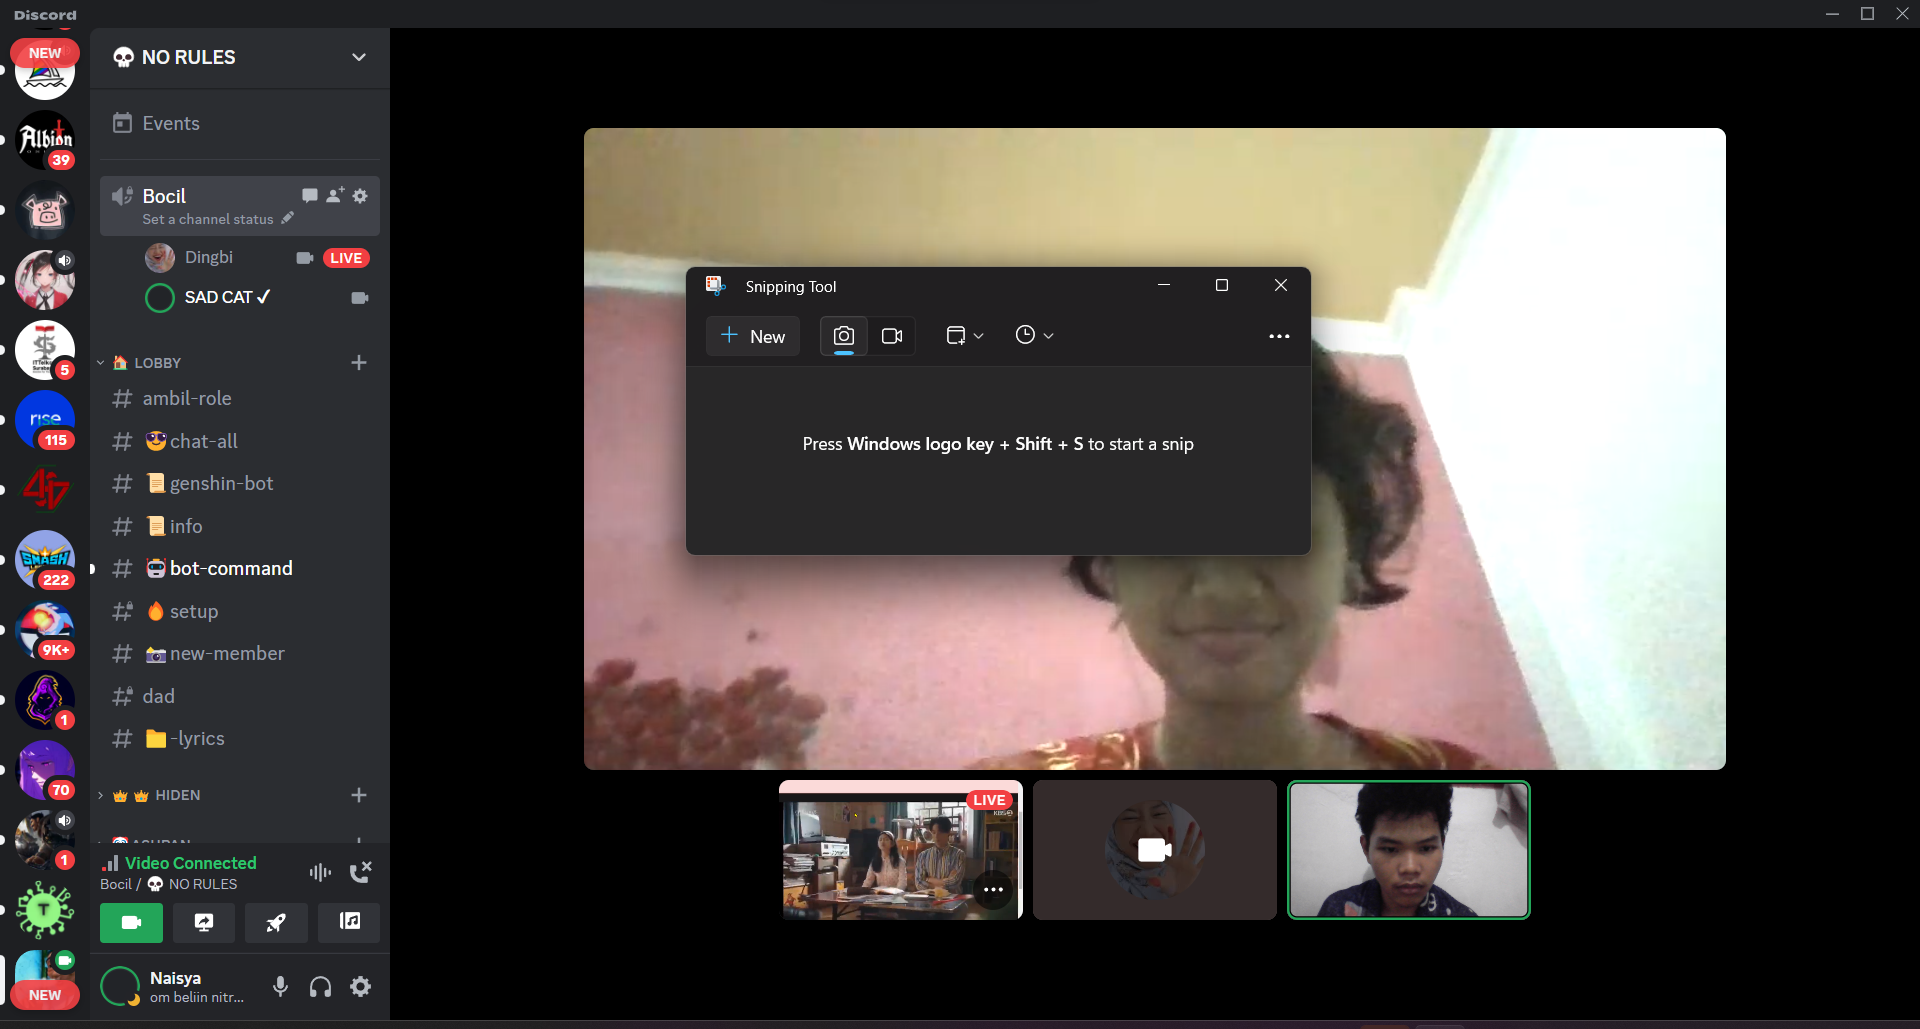 Discord
NEW
Albion
39
5
rise
115
SMASH
222
9K+
1
70
1
T
NEW
NO RULES
Events
Bocil
Set a channel status
Dingbi
LIVE
SAD CAT ✓
LOBBY
ambil-role
chat-all
genshin-bot
info
bot-command
setup
new-member
dad
-lyrics
HIDEN
Video Connected
Bocil / NO RULES
Naisya
om beliin nitr...
Snipping Tool
New
Press Windows logo key + Shift + S to start a snip
LIVE